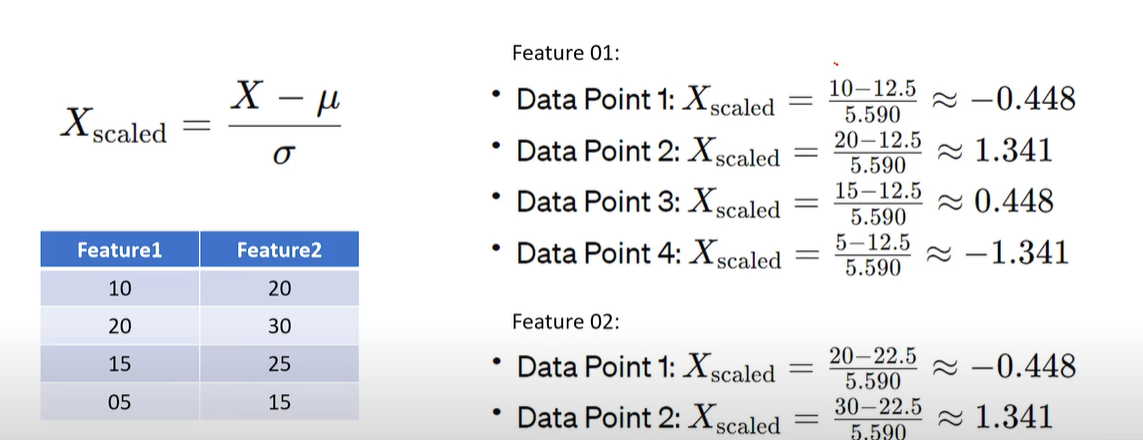 X_scaled = (X − μ) / σ
Feature1 Feature2
10 20
20 30
15 25
05 15
Feature 01:
• Data Point 1: X_scaled = (10−12.5) / 5.590 ≈ −0.448
• Data Point 2: X_scaled = (20−12.5) / 5.590 ≈ 1.341
• Data Point 3: X_scaled = (15−12.5) / 5.590 ≈ 0.448
• Data Point 4: X_scaled = (5−12.5) / 5.590 ≈ −1.341
Feature 02:
• Data Point 1: X_scaled = (20−22.5) / 5.590 ≈ −0.448
• Data Point 2: X_scaled = (30−22.5) / 5.590 ≈ 1.341